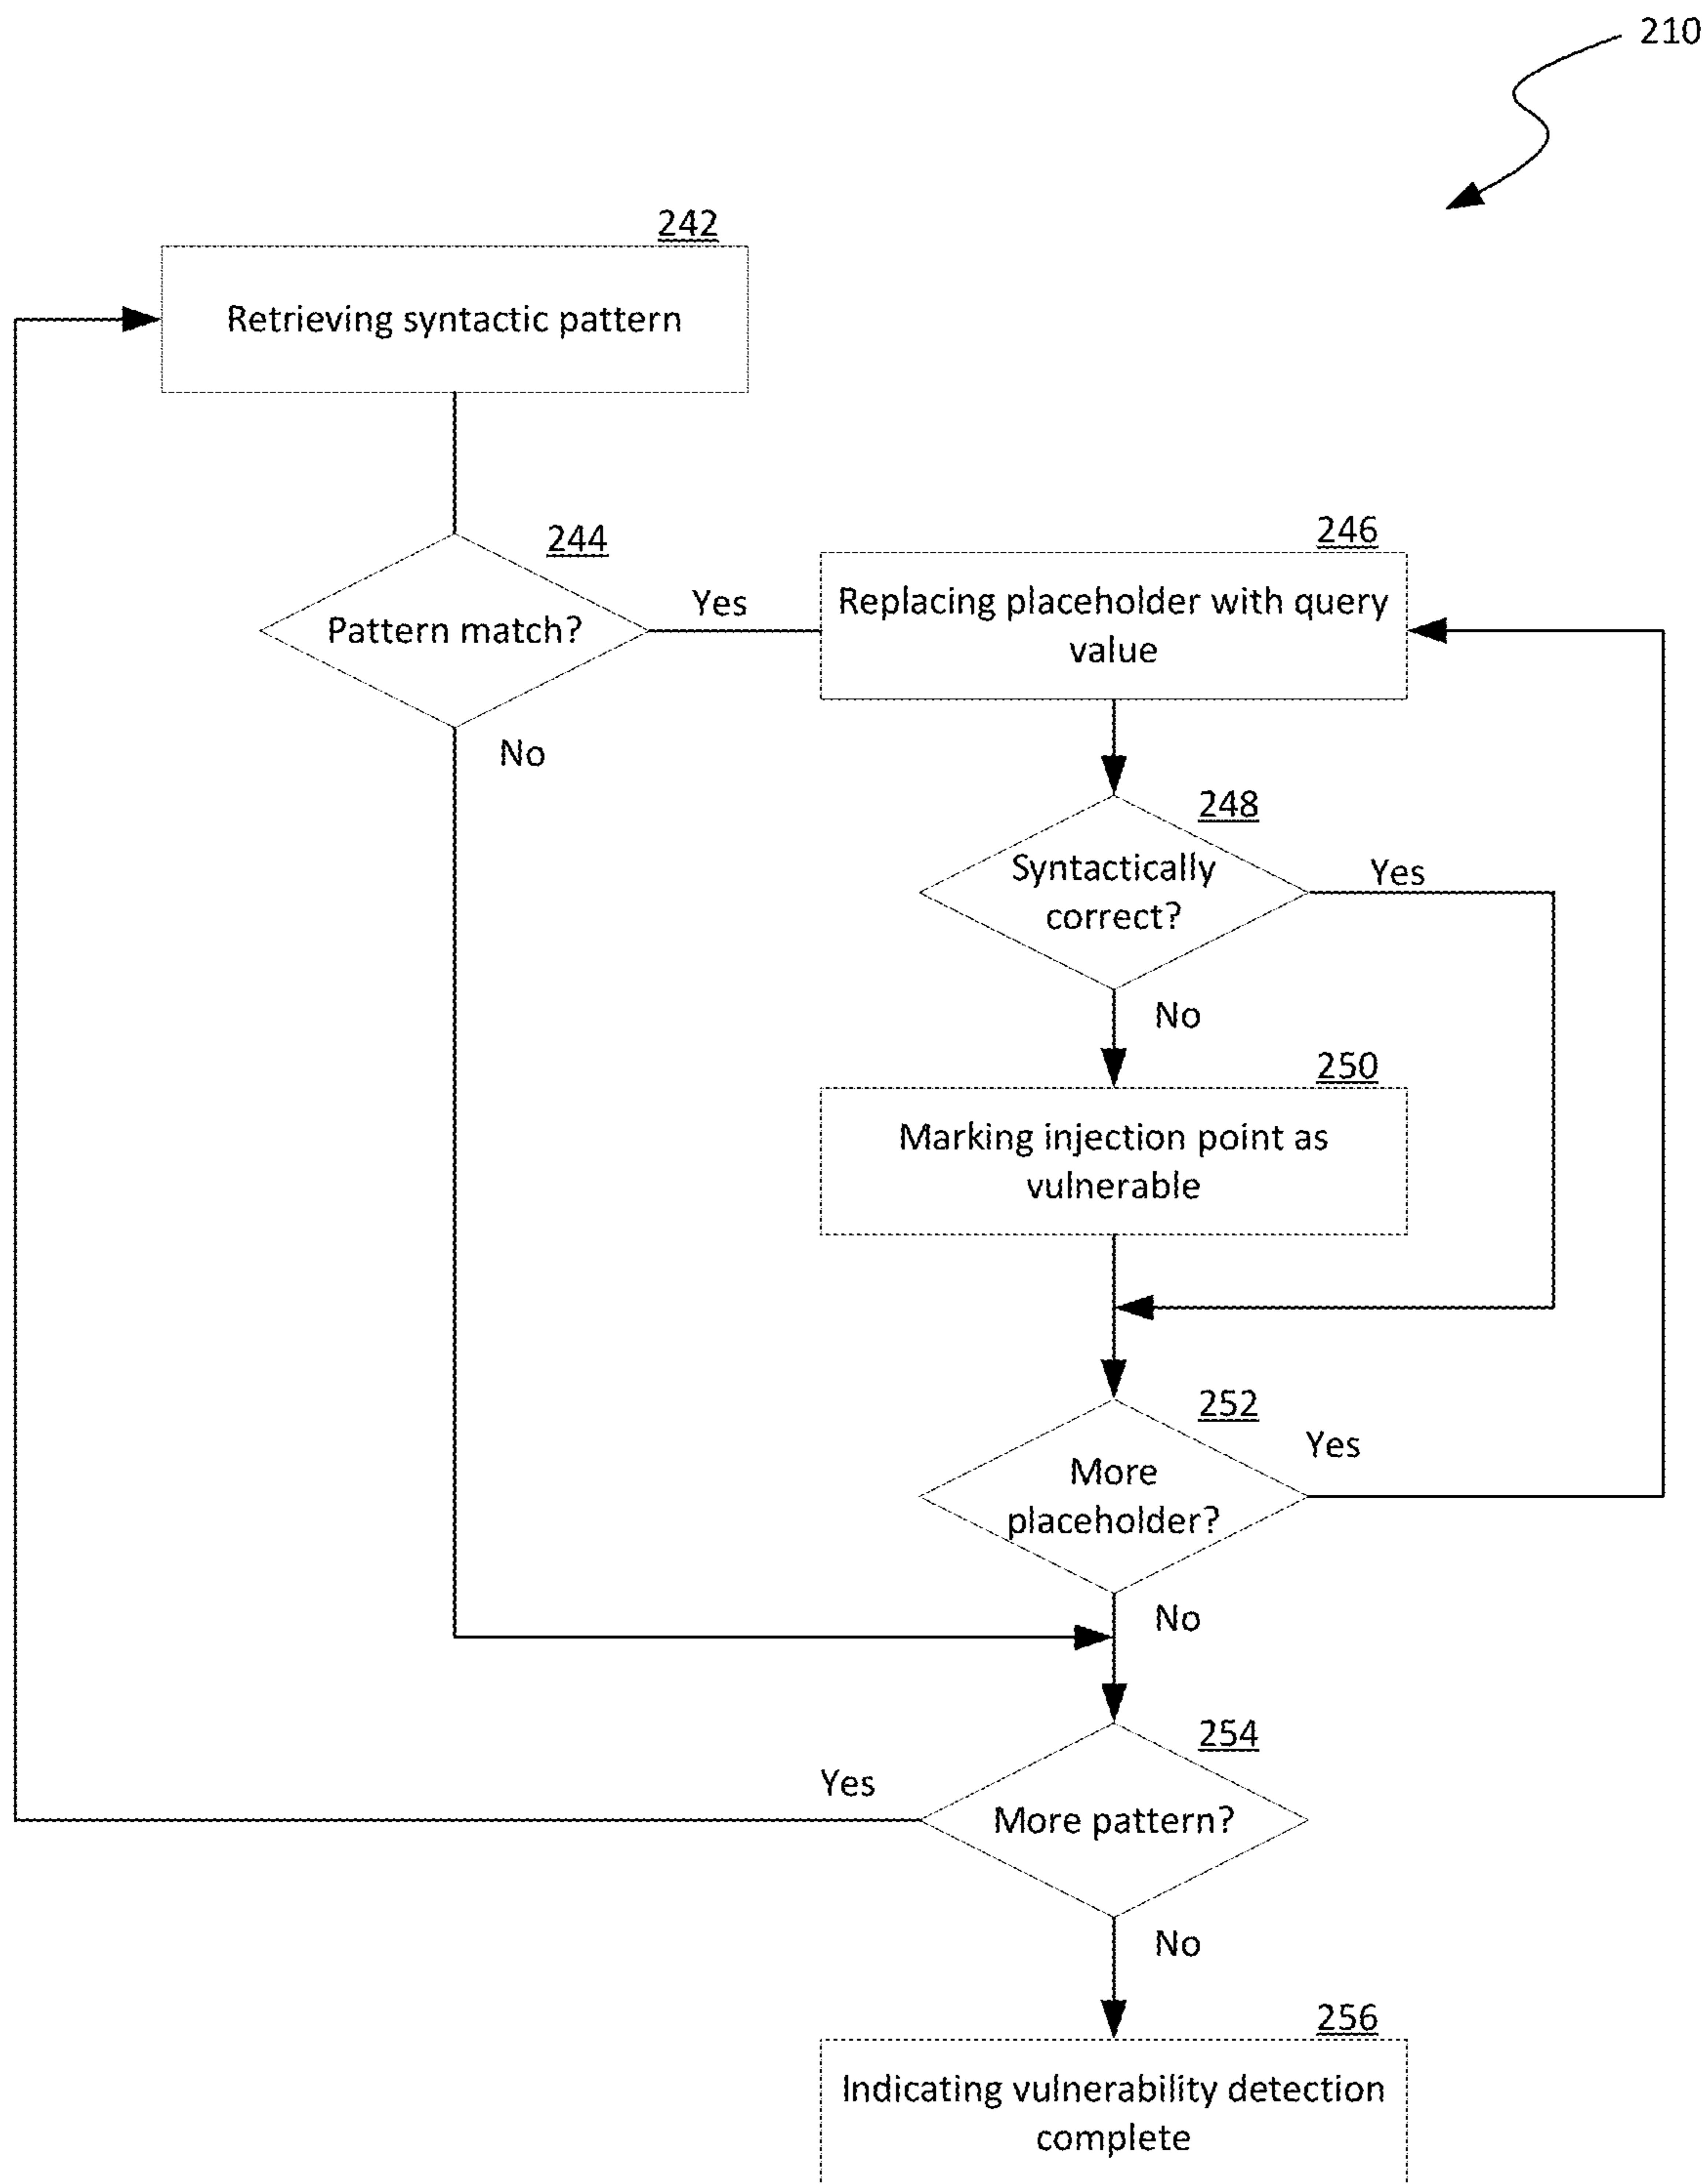 210
242
Retrieving syntactic pattern
244
Pattern match?
Yes
No
246
Replacing placeholder with query
value
248
Syntactically
correct?
Yes
No
250
Marking injection point as
vulnerable
252
More
placeholder?
Yes
No
254
More pattern?
Yes
No
256
Indicating vulnerability detection
complete